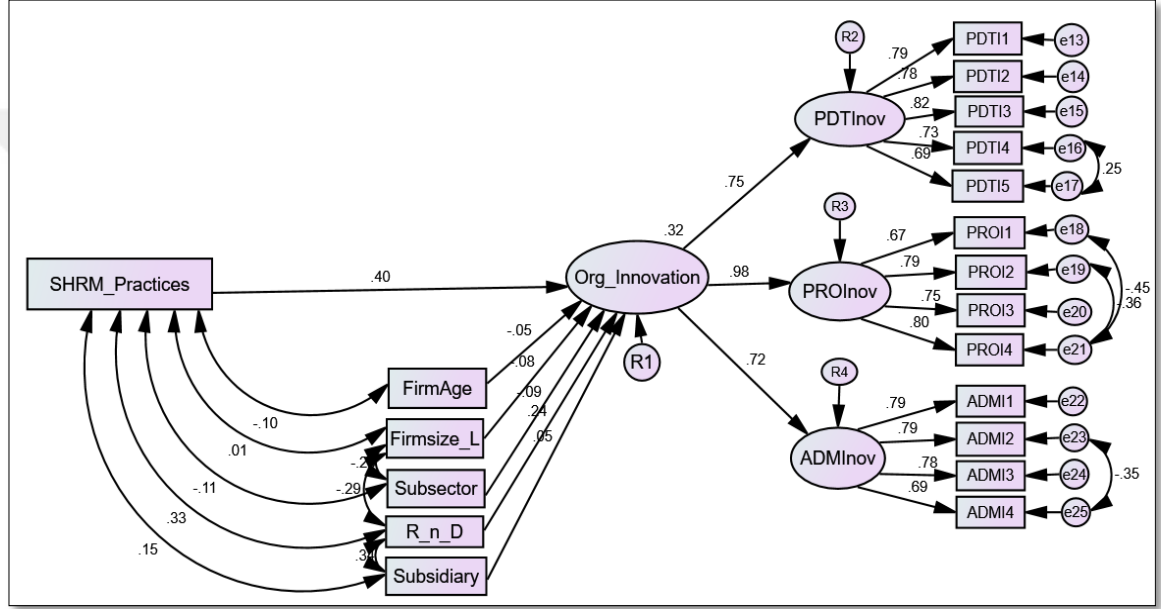 R2
PDTI1
e13
.79
.78
PDTI2
e14
PDTInov
.82
PDTI3
e15
.73
PDTI4
e16
.69
.25
PDTI5
e17
.75
R3
.67
PROI1
e18
.32
.79
PROI2
e19
SHRM_Practices
.40
Org_Innovation
.98
PROInov
-.45
-.36
.75
PROI3
e20
.80
PROI4
e21
-.05
R1
.72
R4
FirmAge
-.08
-.09
.79
ADMI1
e22
-.10
.24
Firmsize_L
.05
.79
ADMI2
e23
.01
ADMInov
.78
ADMI3
e24
-.35
-.29
Subsector
.69
-.11
ADMI4
e25
.33
R_n_D
.15
Subsidiary